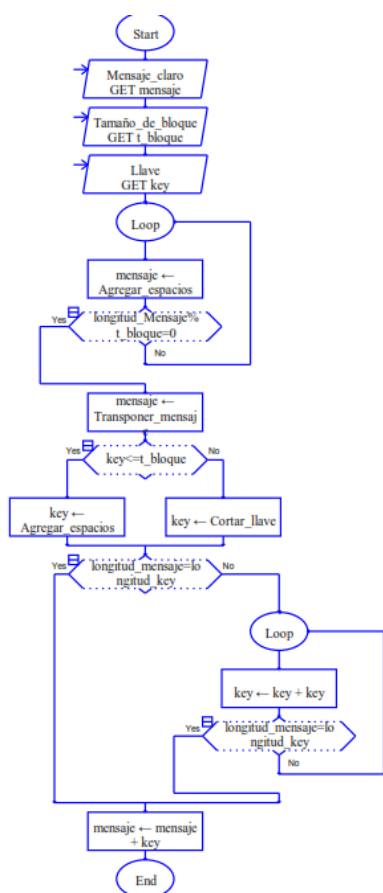 Start
Mensaje_claro
GET mensaje
Tamaño_de_bloque
GET t_bloque
Llave
GET key
Loop
mensaje ←
Agregar_espacios
longitud_Mensaje%
t_bloque=0
Yes
No
mensaje ←
Transponer_mensaj
e
key<=t_bloque
Yes
No
key ←
Agregar_espacios
key ← Cortar_llave
longitud_mensaje=lo
ngitud_key
Yes
No
Loop
key ← key + key
longitud_mensaje=lo
ngitud_key
Yes
No
mensaje ← mensaje
+ key
End